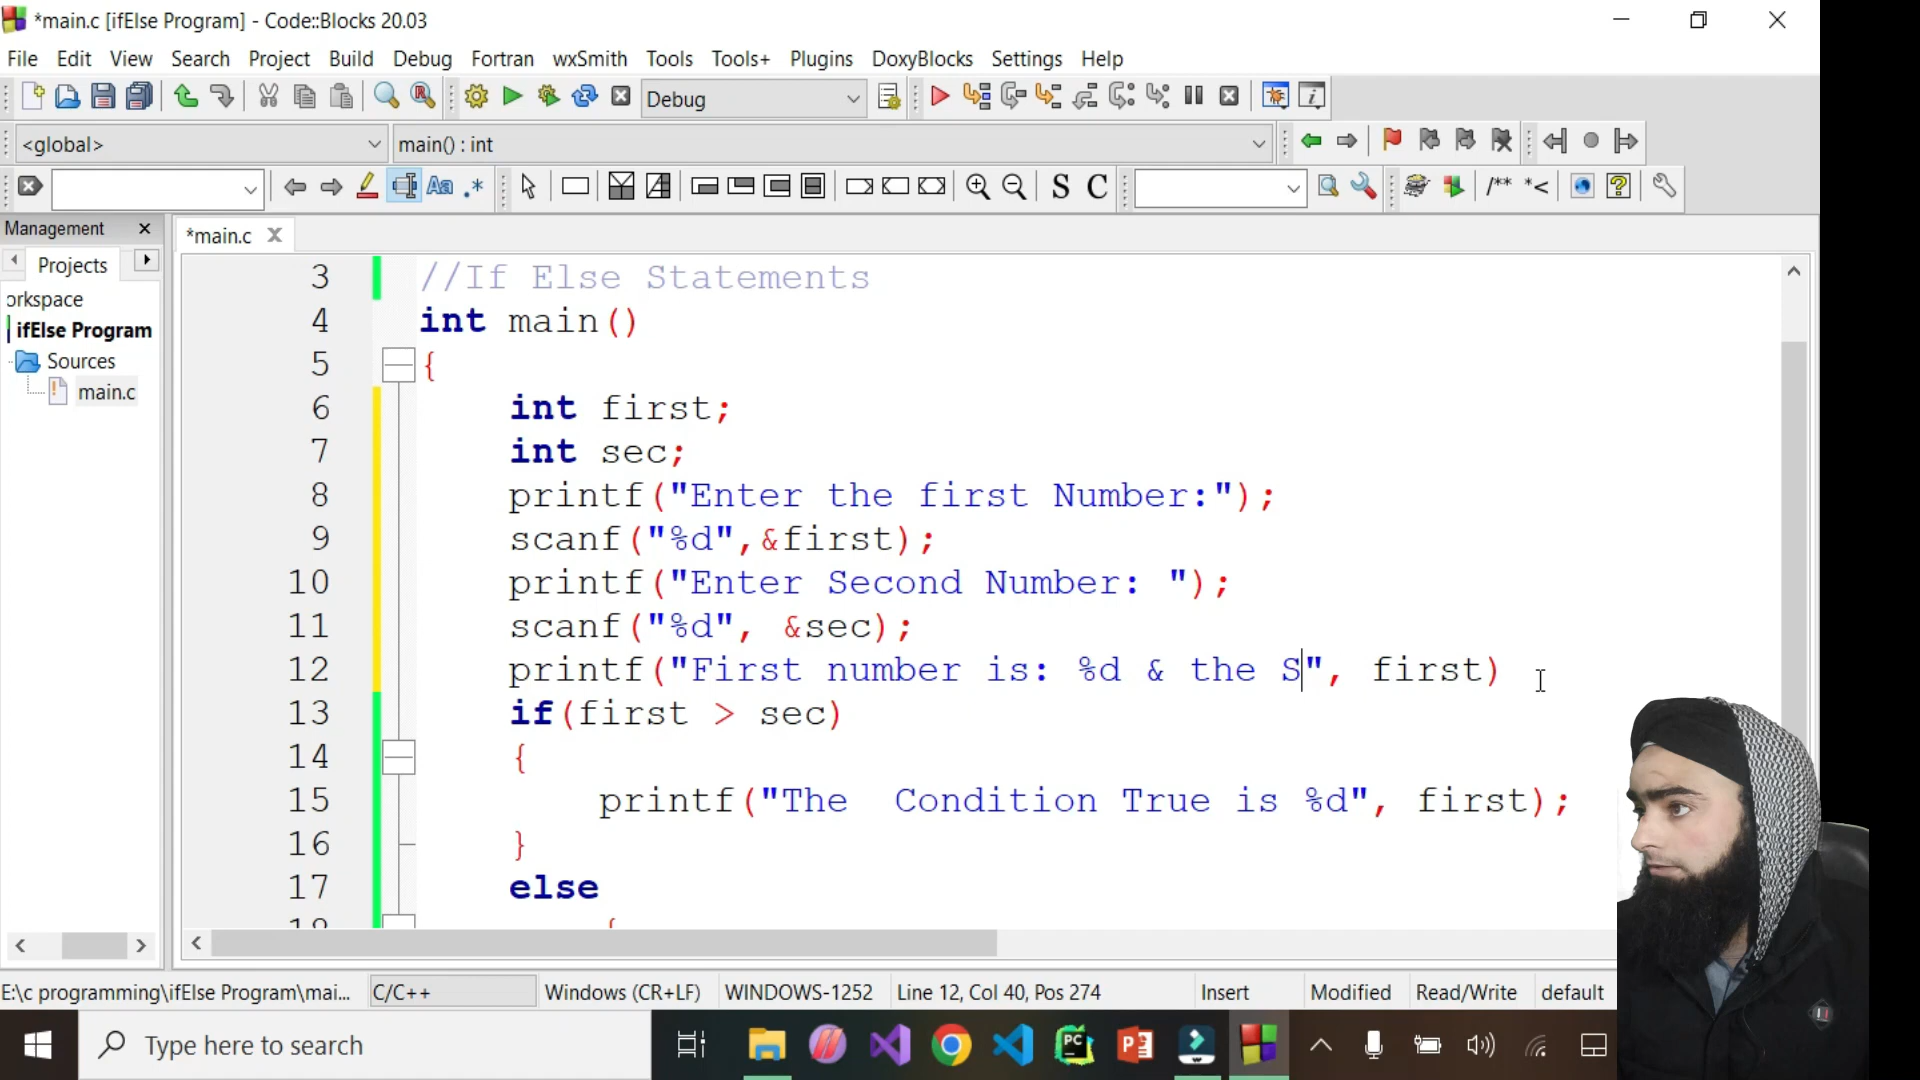 *main.c [ifElse Program] - Code::Blocks 20.03
File Edit View Search Project Build Debug Fortran wxSmith Tools Tools+ Plugins DoxyBlocks Settings Help
Debug
<global> main() : int
Aa .* S C /** *<
Management
*main.c
Projects
orkspace
ifElse Program
Sources
main.c
3 //If Else Statements
4 int main()
5 {
6 int first;
7 int sec;
8 printf("Enter the first Number:");
9 scanf("%d",&first);
10 printf("Enter Second Number: ");
11 scanf("%d", &sec);
12 printf("First number is: %d & the S", first)
13 if(first > sec)
14 {
15 printf("The  Condition True is %d", first);
16 }
17 else
18 {
E:\c programming\ifElse Program\mai... C/C++ Windows (CR+LF) WINDOWS-1252 Line 12, Col 40, Pos 274 Insert Modified Read/Write default
Type here to search